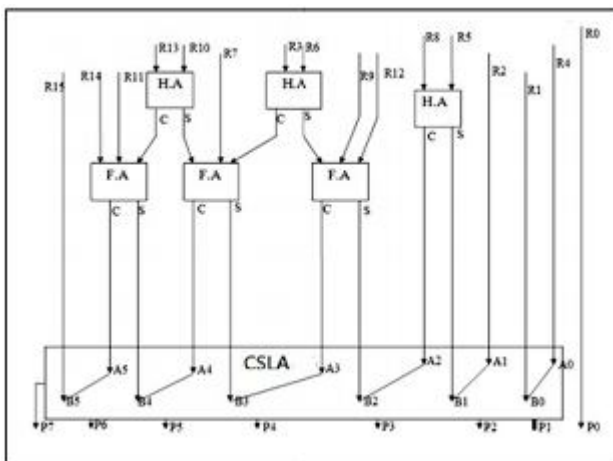 R13 R10 R7 R3 R6 R8 R5 R0
R15 R14 R11 H.A H.A R9 R12 H.A R2 R1 R4
C S C S C S
F.A F.A F.A
C S C S C S
CSLA
A5 A4 A3 A2 A1 A0
B5 B4 B3 B2 B1 B0
P7 P6 P5 P4 P3 P2 P1 P0